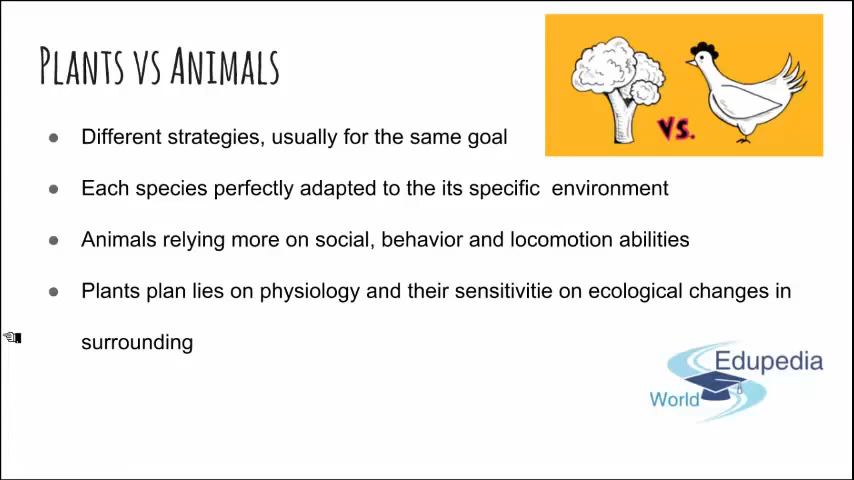 PLANTS VS ANIMALS
VS.
● Different strategies, usually for the same goal
● Each species perfectly adapted to the its specific environment
● Animals relying more on social, behavior and locomotion abilities
● Plants plan lies on physiology and their sensitivitie on ecological changes in
surrounding
Edupedia
World